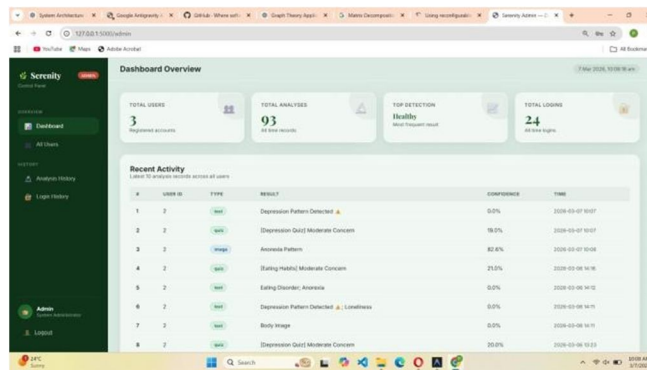 System Architecture
Google Antigravity
GitHub - Where soft
Graph Theory Appli
Matrix Decomposition
Using reconfigurable
Serenity Admin —
127.0.0.1:5000/admin
YouTube
Maps
Adobe Acrobat
All Bookmarks
Serenity
ADMIN
Control Panel
OVERVIEW
Dashboard
All Users
HISTORY
Analysis History
Login History
Admin
System Administrator
Logout
Dashboard Overview
7 Mar 2026, 10:08:18 am
TOTAL USERS
3
Registered accounts
TOTAL ANALYSES
93
All time records
TOP DETECTION
Healthy
Most frequent result
TOTAL LOGINS
24
All time logins
Recent Activity
Latest 10 analysis records across all users
# USER ID TYPE RESULT CONFIDENCE TIME
1 2 text Depression Pattern Detected ⚠ 0.0% 2026-03-07 10:07
2 2 quiz [Depression Quiz] Moderate Concern 19.0% 2026-03-07 10:07
3 2 image Anorexia Pattern 82.6% 2026-03-07 10:06
4 2 quiz [Eating Habits] Moderate Concern 21.0% 2026-03-06 14:16
5 2 text Eating Disorder; Anorexia 0.0% 2026-03-06 14:12
6 2 text Depression Pattern Detected ⚠; Loneliness 0.0% 2026-03-06 14:11
7 2 text Body Image 0.0% 2026-03-06 14:11
8 2 quiz [Depression Quiz] Moderate Concern 20.0% 2026-03-06 10:23
24°C
Sunny
Search
10:08 AM